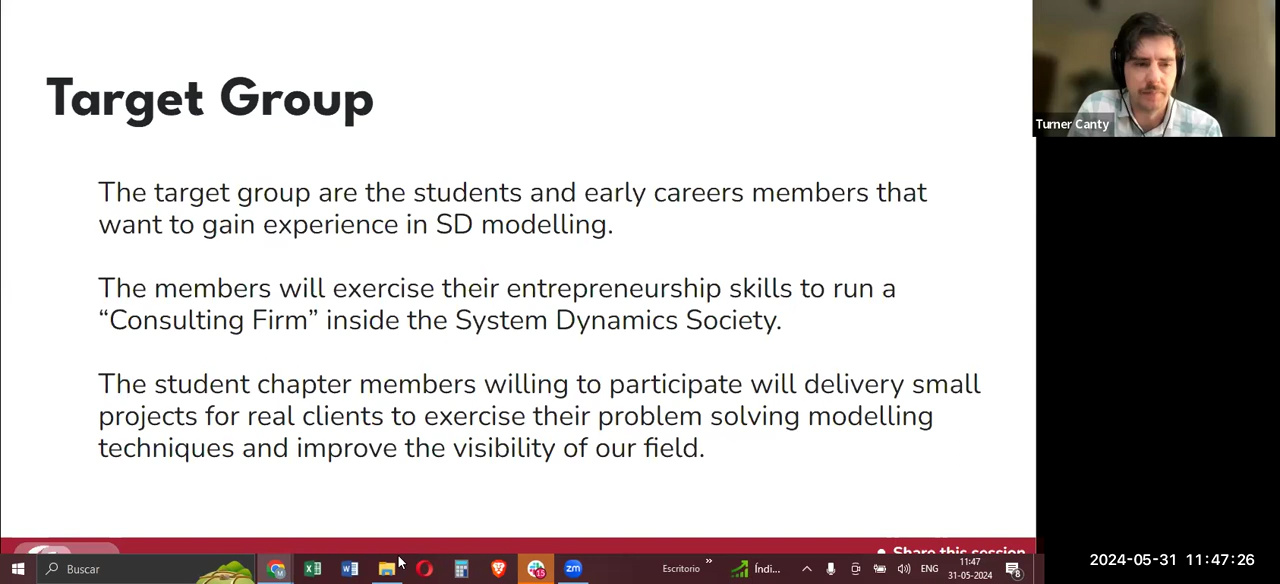 Target Group
The target group are the students and early careers members that
want to gain experience in SD modelling.
The members will exercise their entrepreneurship skills to run a
“Consulting Firm” inside the System Dynamics Society.
The student chapter members willing to participate will delivery small
projects for real clients to exercise their problem solving modelling
techniques and improve the visibility of our field.
Turner Canty
• Share this session
Buscar
15
zm
Escritorio
»
Índi...
ENG
11:47
31-05-2024
8
2024-05-31 11:47:26